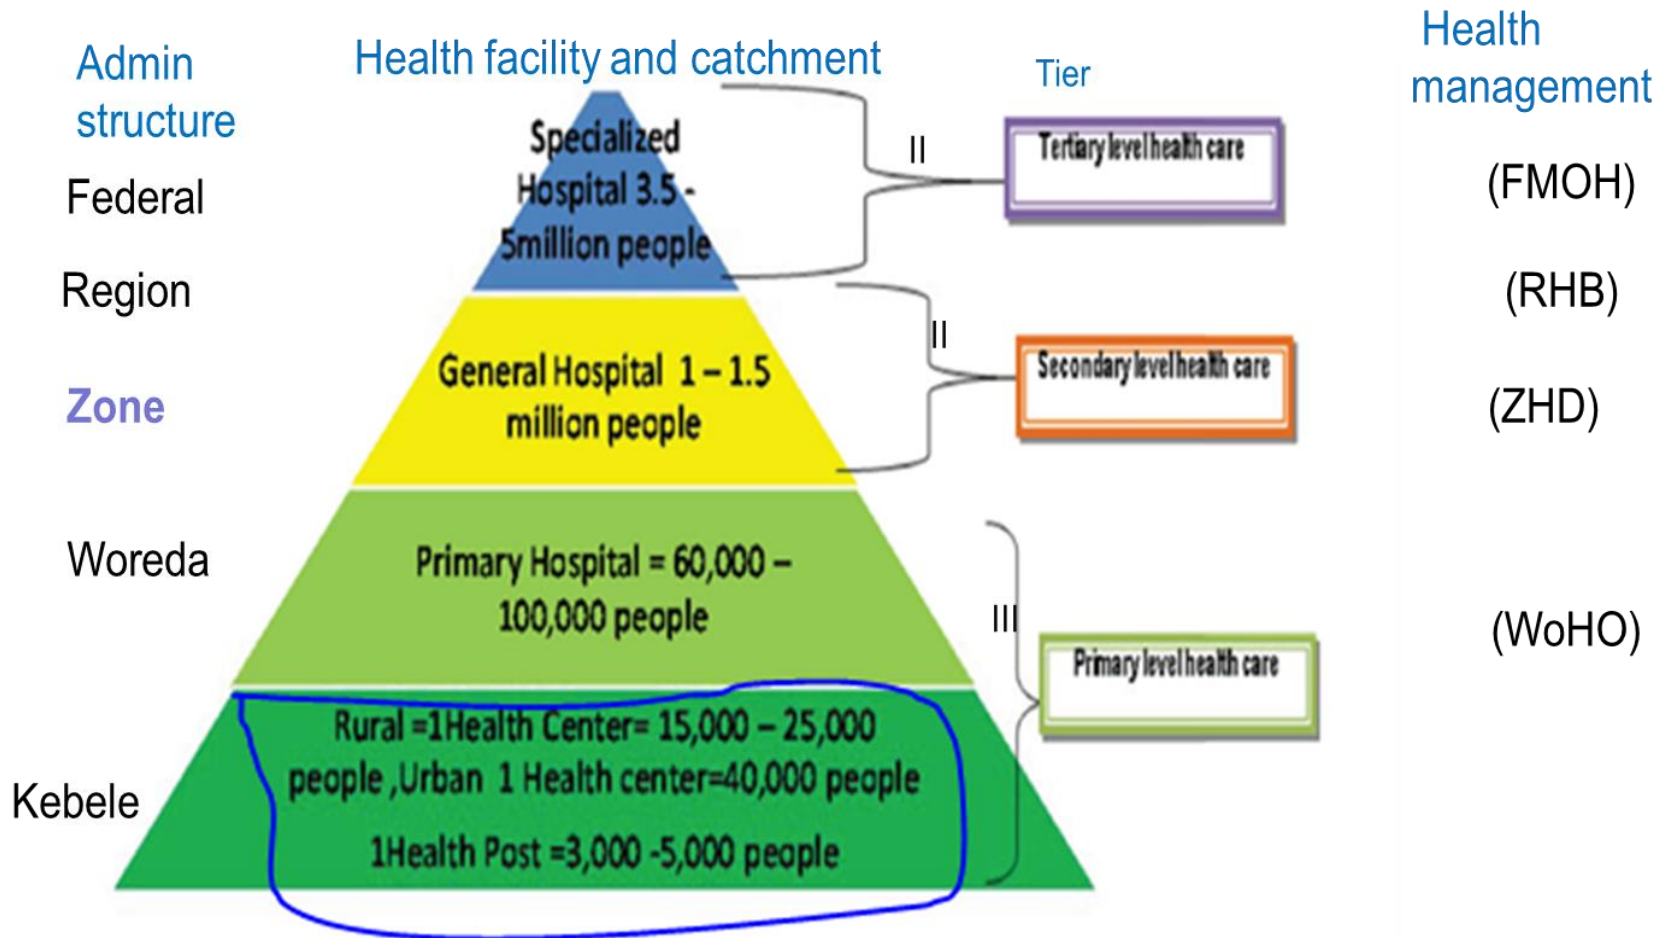 Admin
structure
Federal
Region
Zone
Woreda
Kebele
Health facility and catchment
Specialized
Hospital 3.5 -
5million people
General Hospital 1 – 1.5
million people
Primary Hospital = 60,000 –
100,000 people
Rural =1Health Center= 15,000 – 25,000
people ,Urban 1 Health center=40,000 people
1Health Post =3,000 -5,000 people
Tier
II
Tertiary level health care
II
Secondary level health care
III
Primary level health care
Health
management
(FMOH)
(RHB)
(ZHD)
(WoHO)